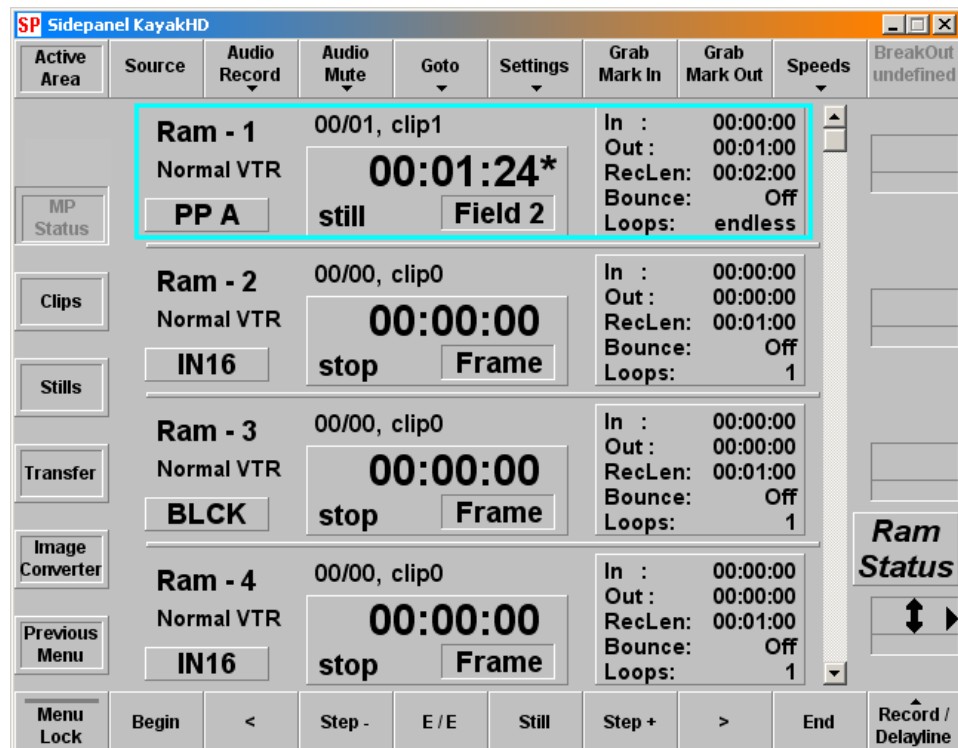 SP Sidepanel KayakHD
Active Area
Source
Audio Record
Audio Mute
Goto
Settings
Grab Mark In
Grab Mark Out
Speeds
BreakOut undefined
MP Status
Clips
Stills
Transfer
Image Converter
Previous Menu
Ram - 1
Normal VTR
PP A
00/01, clip1
00:01:24*
still
Field 2
In : 00:00:00
Out : 00:01:00
RecLen: 00:02:00
Bounce: Off
Loops: endless
Ram - 2
Normal VTR
IN16
00/00, clip0
00:00:00
stop
Frame
In : 00:00:00
Out : 00:00:00
RecLen: 00:01:00
Bounce: Off
Loops: 1
Ram - 3
Normal VTR
BLCK
00/00, clip0
00:00:00
stop
Frame
In : 00:00:00
Out : 00:00:00
RecLen: 00:01:00
Bounce: Off
Loops: 1
Ram - 4
Normal VTR
IN16
00/00, clip0
00:00:00
stop
Frame
In : 00:00:00
Out : 00:00:00
RecLen: 00:01:00
Bounce: Off
Loops: 1
Ram Status
Menu Lock
Begin
<
Step -
E / E
Still
Step +
>
End
Record / Delayline